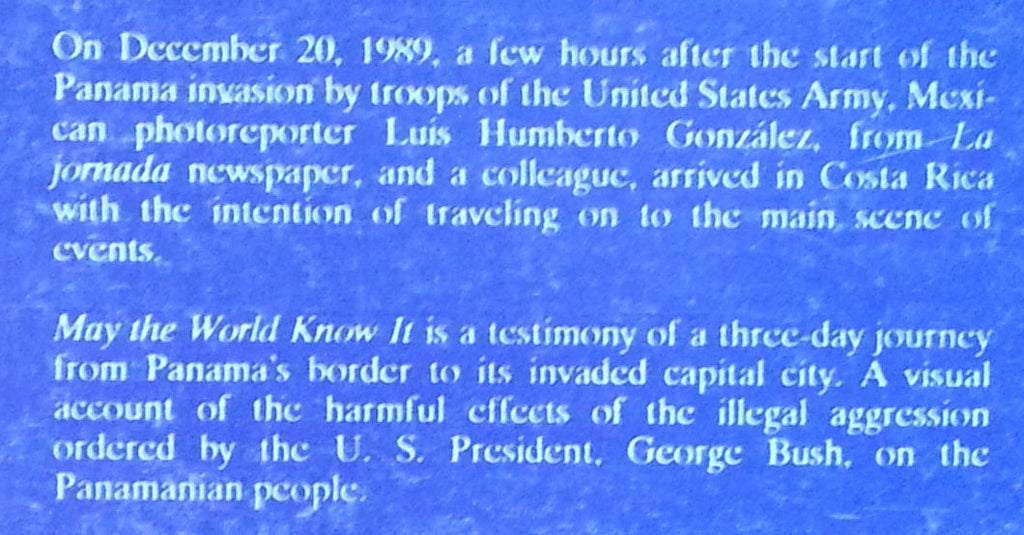 On December 20, 1989, a few hours after the start of the
Panama invasion by troops of the United States Army, Mexi-
can photoreporter Luis Humberto González, from La
jornada newspaper, and a colleague, arrived in Costa Rica
with the intention of traveling on to the main scene of
events.
May the World Know It is a testimony of a three-day journey
from Panama's border to its invaded capital city. A visual
account of the harmful effects of the illegal aggression
ordered by the U. S. President, George Bush, on the
Panamanian people.